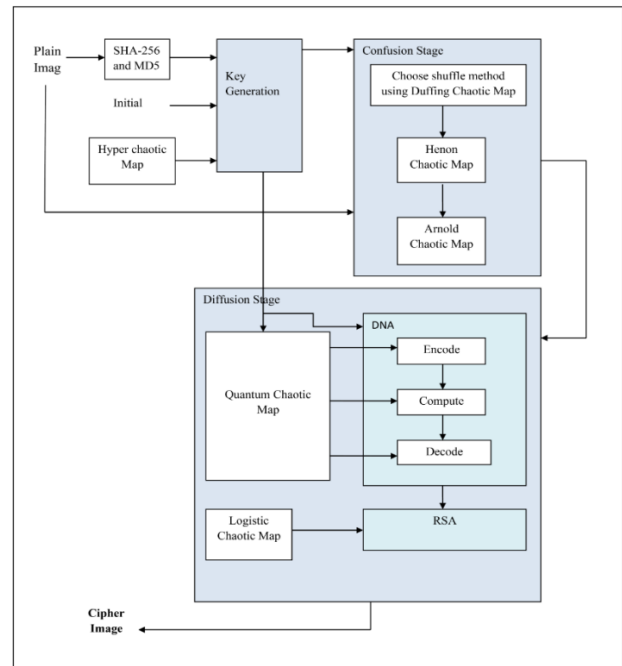 Plain
Imag
SHA-256
and MD5
Key
Generation
Initial
Hyper chaotic
Map
Confusion Stage
Choose shuffle method
using Duffing Chaotic Map
Henon
Chaotic Map
Arnold
Chaotic Map
Diffusion Stage
Quantum Chaotic
Map
DNA
Encode
Compute
Decode
Logistic
Chaotic Map
RSA
Cipher
Image